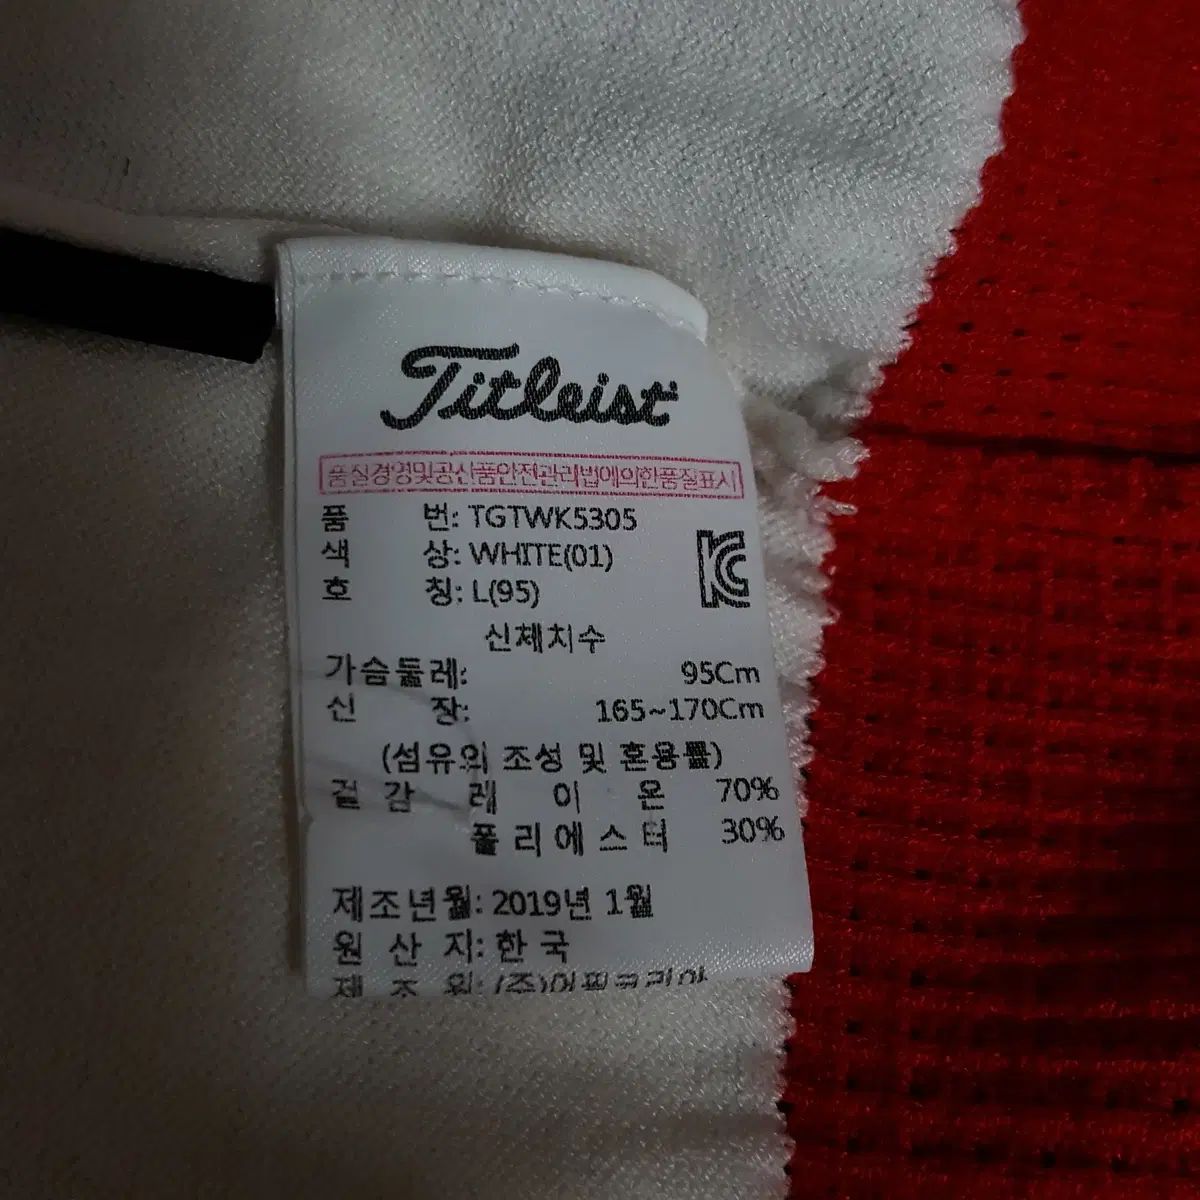 Titleist
품질경영및공산품안전관리법에의한품질표시
품 번: TGTWK5305
색 상: WHITE(01)
호 칭: L(95)
신체치수
가슴둘레: 95Cm
신 장: 165~170Cm
(섬유의 조성 및 혼용률)
겉 감 레 이 온 70%
폴 리 에 스 터 30%
제조년월: 2019년 1월
원 산 지: 한 국
제 조 원: (주)